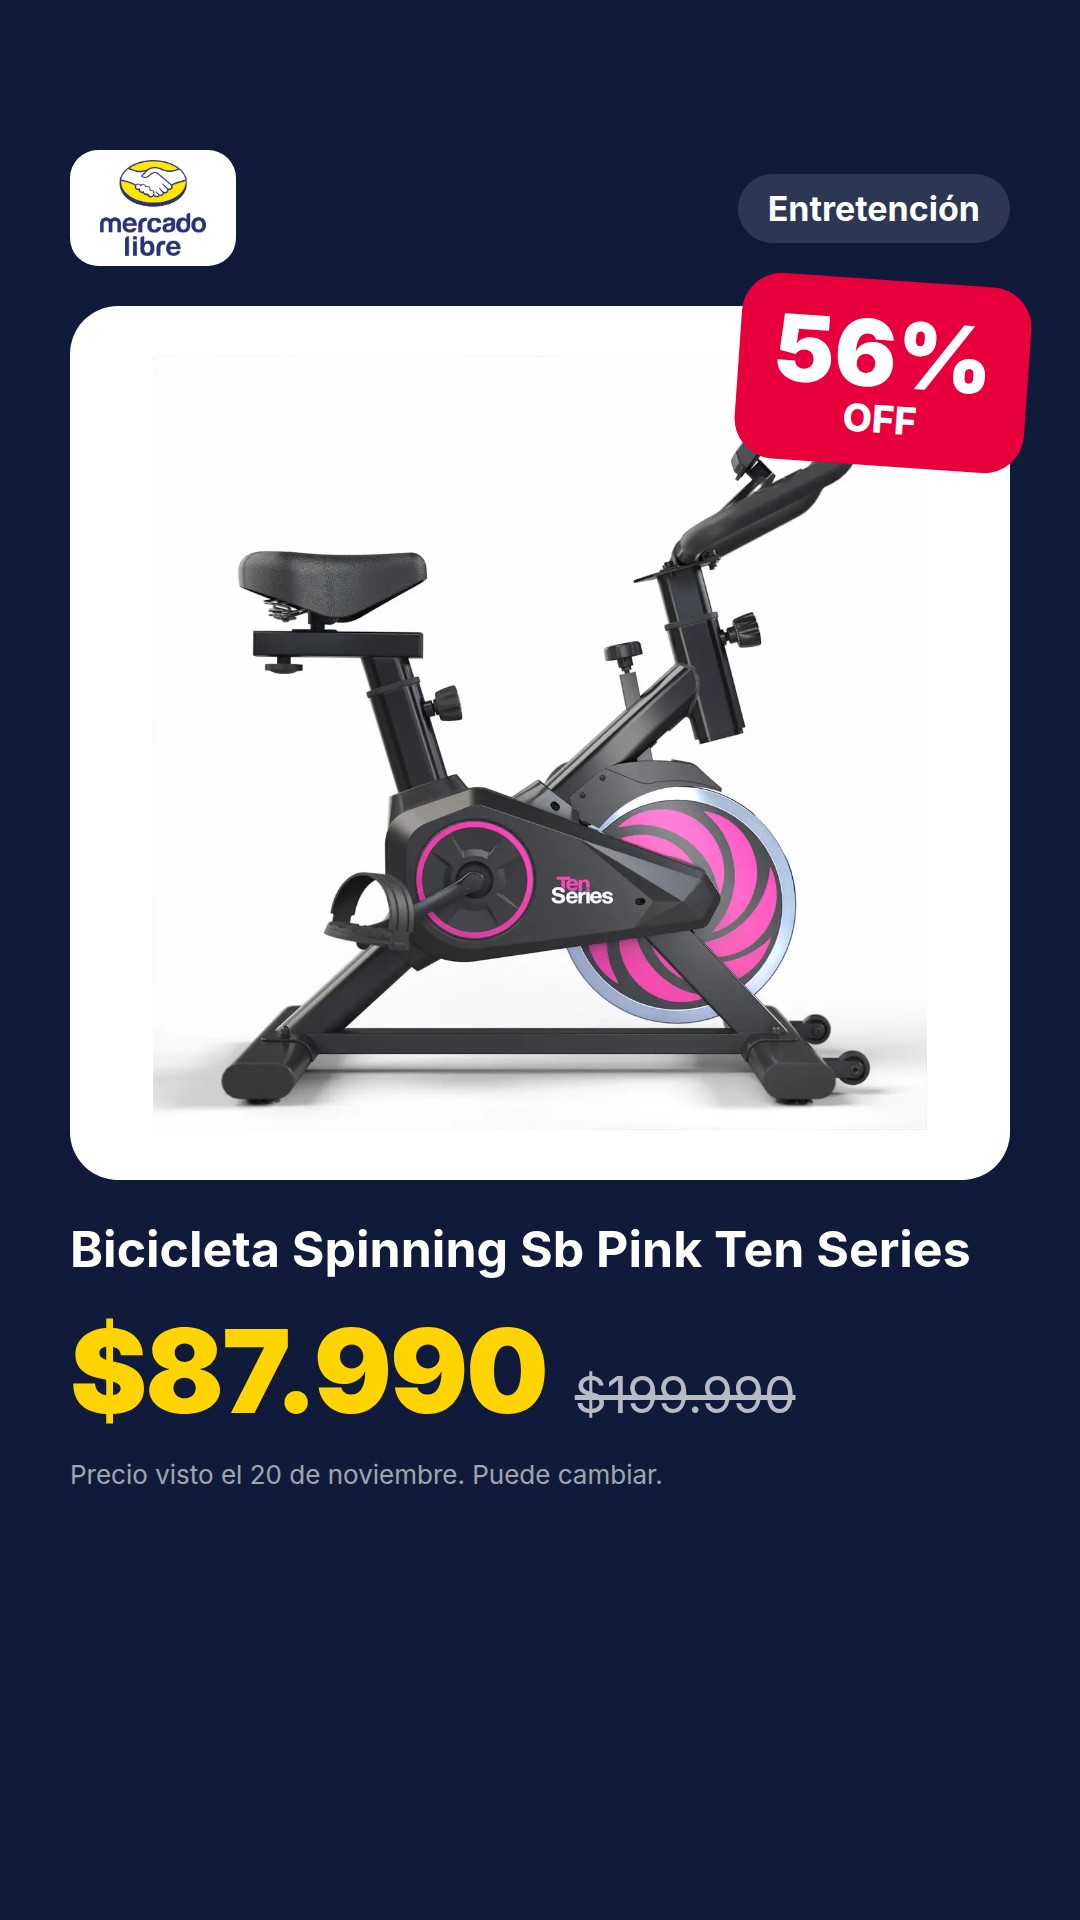 mercado
libre
Entretención
56%
OFF
Ten
Series
Bicicleta Spinning Sb Pink Ten Series
$87.990 $199.990
Precio visto el 20 de noviembre. Puede cambiar.